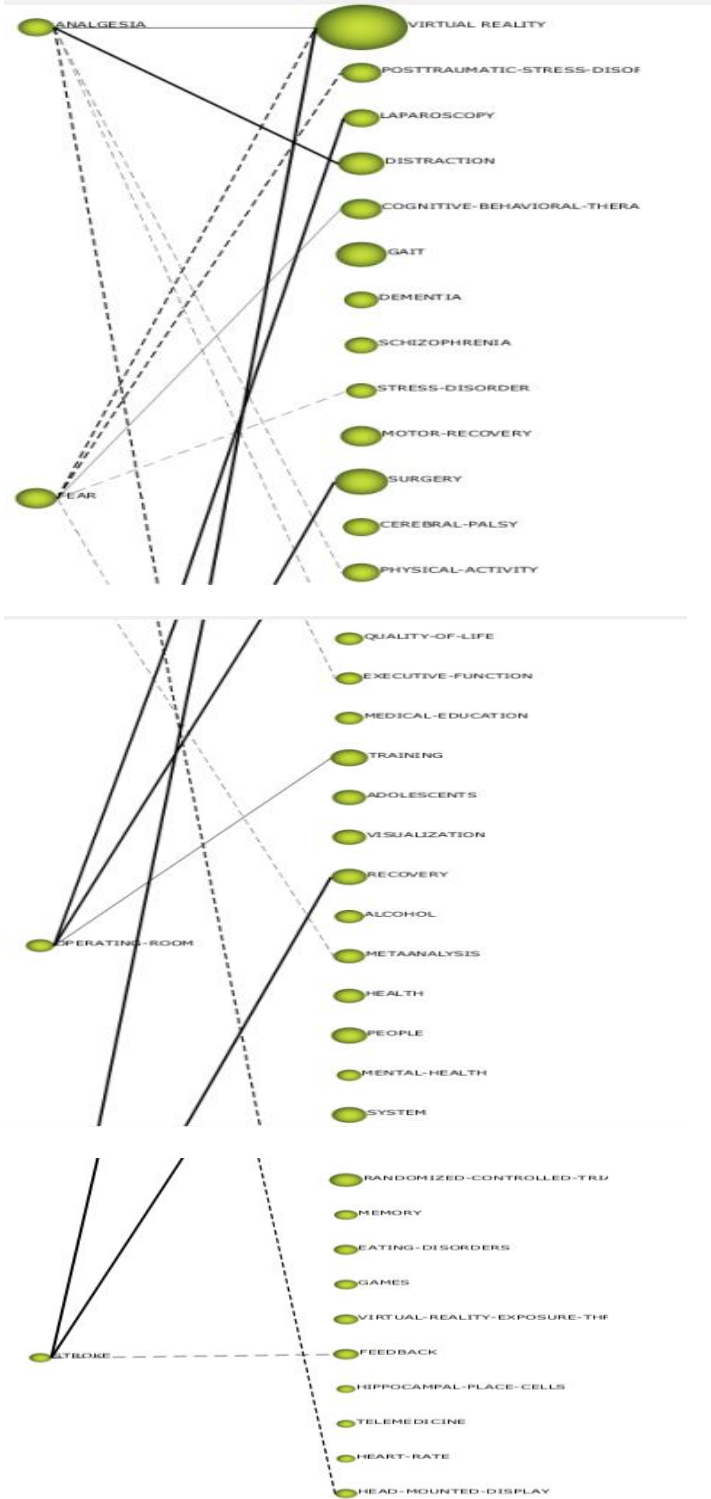 ANALGESIA
VIRTUAL REALITY
POSTTRAUMATIC-STRESS-DISOF
LAPAROSCOPY
DISTRACTION
COGNITIVE-BEHAVIORAL-THERA
GAIT
DEMENTIA
SCHIZOPHRENIA
STRESS-DISORDER
MOTOR-RECOVERY
SURGERY
FEAR
CEREBRAL-PALSY
PHYSICAL-ACTIVITY
QUALITY-OF-LIFE
EXECUTIVE-FUNCTION
MEDICAL-EDUCATION
TRAINING
ADOLESCENTS
VISUALIZATION
RECOVERY
ALCOHOL
OPERATING-ROOM
METAANALYSIS
HEALTH
PEOPLE
MENTAL-HEALTH
SYSTEM
RANDOMIZED-CONTROLLED-TRI
MEMORY
EATING-DISORDERS
GAMES
VIRTUAL-REALITY-EXPOSURE-THF
STROKE
FEEDBACK
HIPPOCAMPAL-PLACE-CELLS
TELEMEDICINE
HEART-RATE
HEAD-MOUNTED-DISPLAY